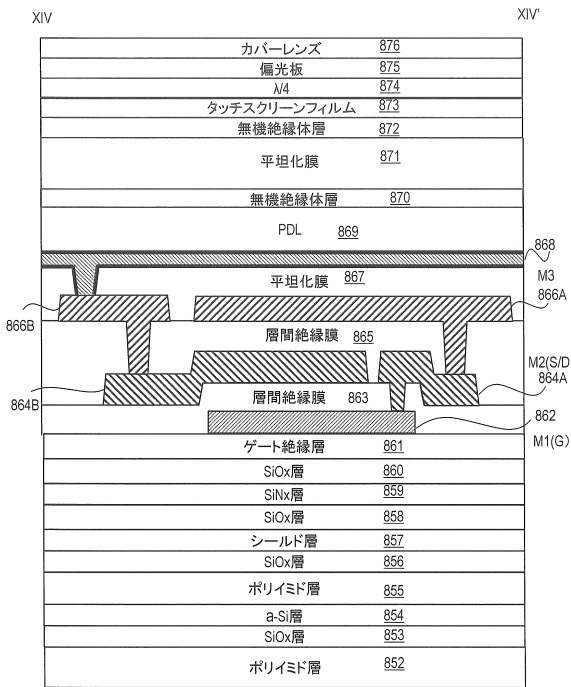 XIV
XIV'
カバーレンズ 876
偏光板 875
λ/4 874
タッチスクリーンフィルム 873
無機絶縁体層 872
平坦化膜 871
無機絶縁体層 870
PDL 869
868
平坦化膜 867
M3
866A
866B
層間絶縁膜 865
M2(S/D
864A
864B
層間絶縁膜 863
862
M1(G)
ゲート絶縁層 861
SiOx層 860
SiNx層 859
SiOx層 858
シールド層 857
SiOx層 856
ポリイミド層 855
a-Si層 854
SiOx層 853
ポリイミド層 852